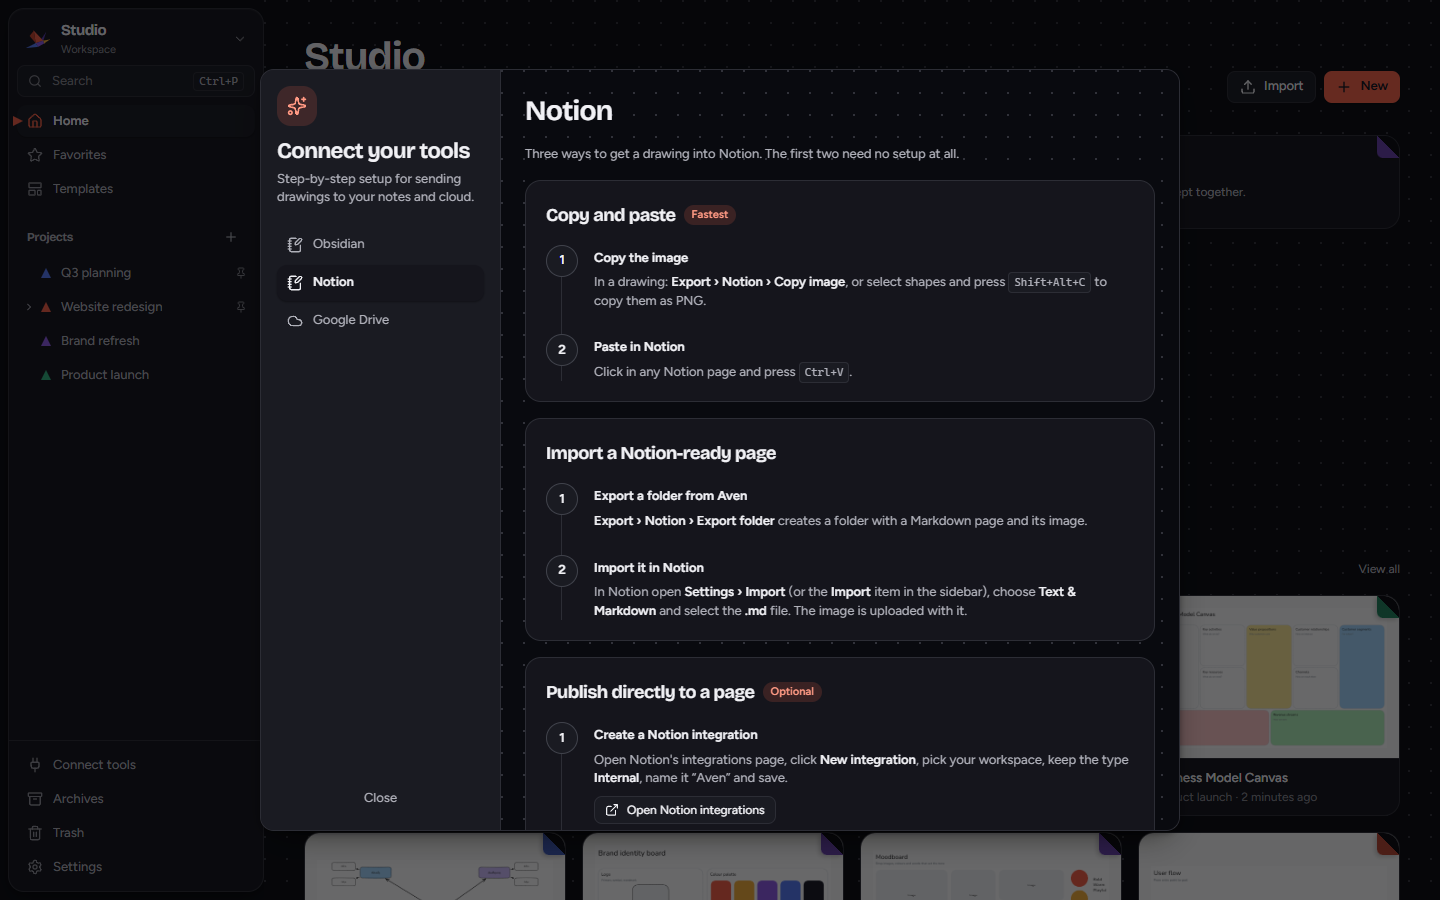 Studio
Workspace
Search
Ctrl+P
Home
Favorites
Templates
Projects
Q3 planning
Website redesign
Brand refresh
Product launch
Connect tools
Archives
Trash
Settings
Studio
Import
New
Connect your tools
Step-by-step setup for sending
drawings to your notes and cloud.
Obsidian
Notion
Google Drive
Close
Notion
Three ways to get a drawing into Notion. The first two need no setup at all.
Copy and paste Fastest
1
Copy the image
In a drawing: Export › Notion › Copy image, or select shapes and press Shift+Alt+C to
copy them as PNG.
2
Paste in Notion
Click in any Notion page and press Ctrl+V.
Import a Notion-ready page
1
Export a folder from Aven
Export › Notion › Export folder creates a folder with a Markdown page and its image.
2
Import it in Notion
In Notion open Settings › Import (or the Import item in the sidebar), choose Text &
Markdown and select the .md file. The image is uploaded with it.
Publish directly to a page Optional
1
Create a Notion integration
Open Notion's integrations page, click New integration, pick your workspace, keep the type
Internal, name it "Aven" and save.
Open Notion integrations
pt together.
View all
Model Canvas
ness Model Canvas
ct launch · 2 minutes ago
Brand identity board
Logo
Colour palette
Moodboard
User flow